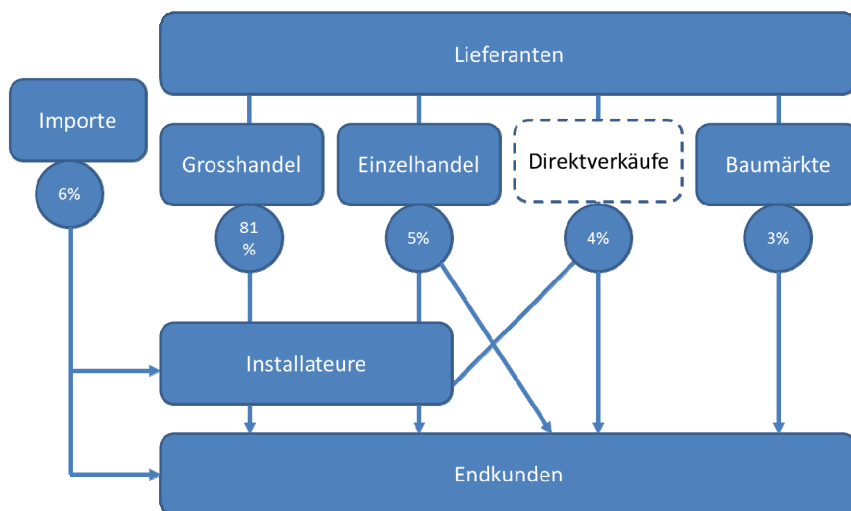 Lieferanten
Importe
Grosshandel
Einzelhandel
Direktverkäufe
Baumärkte
6%
81
%
5%
4%
3%
Installateure
Endkunden